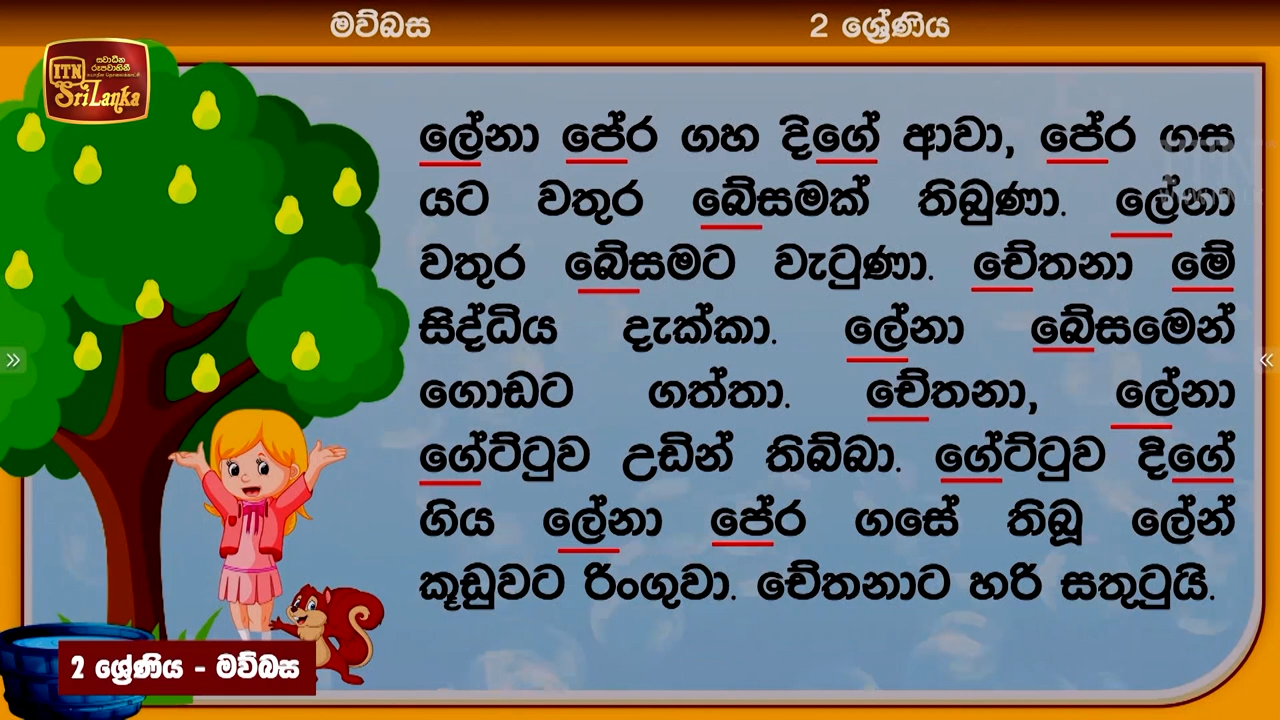 මව්බස
2 ශ්‍රේණිය
ITN
ස්වාධීන
රූපවාහිනී
Sri Lanka
ලේනා පේර ගහ දිගේ ආවා, පේර ගස
යට වතුර බේසමක් තිබුණා. ලේනා
වතුර බේසමට වැටුණා. චේතනා මේ
සිද්ධිය දැක්කා. ලේනා බේසමෙන්
ගොඩට ගත්තා. චේතනා, ලේනා
ගේට්ටුව උඩින් තිබ්බා. ගේට්ටුව දිගේ
ගිය ලේනා පේර ගසේ තිබූ ලේන්
කූඩුවට රිංගුවා. චේතනාට හරි සතුටුයි.
2 ශ්‍රේණිය - මව්බස